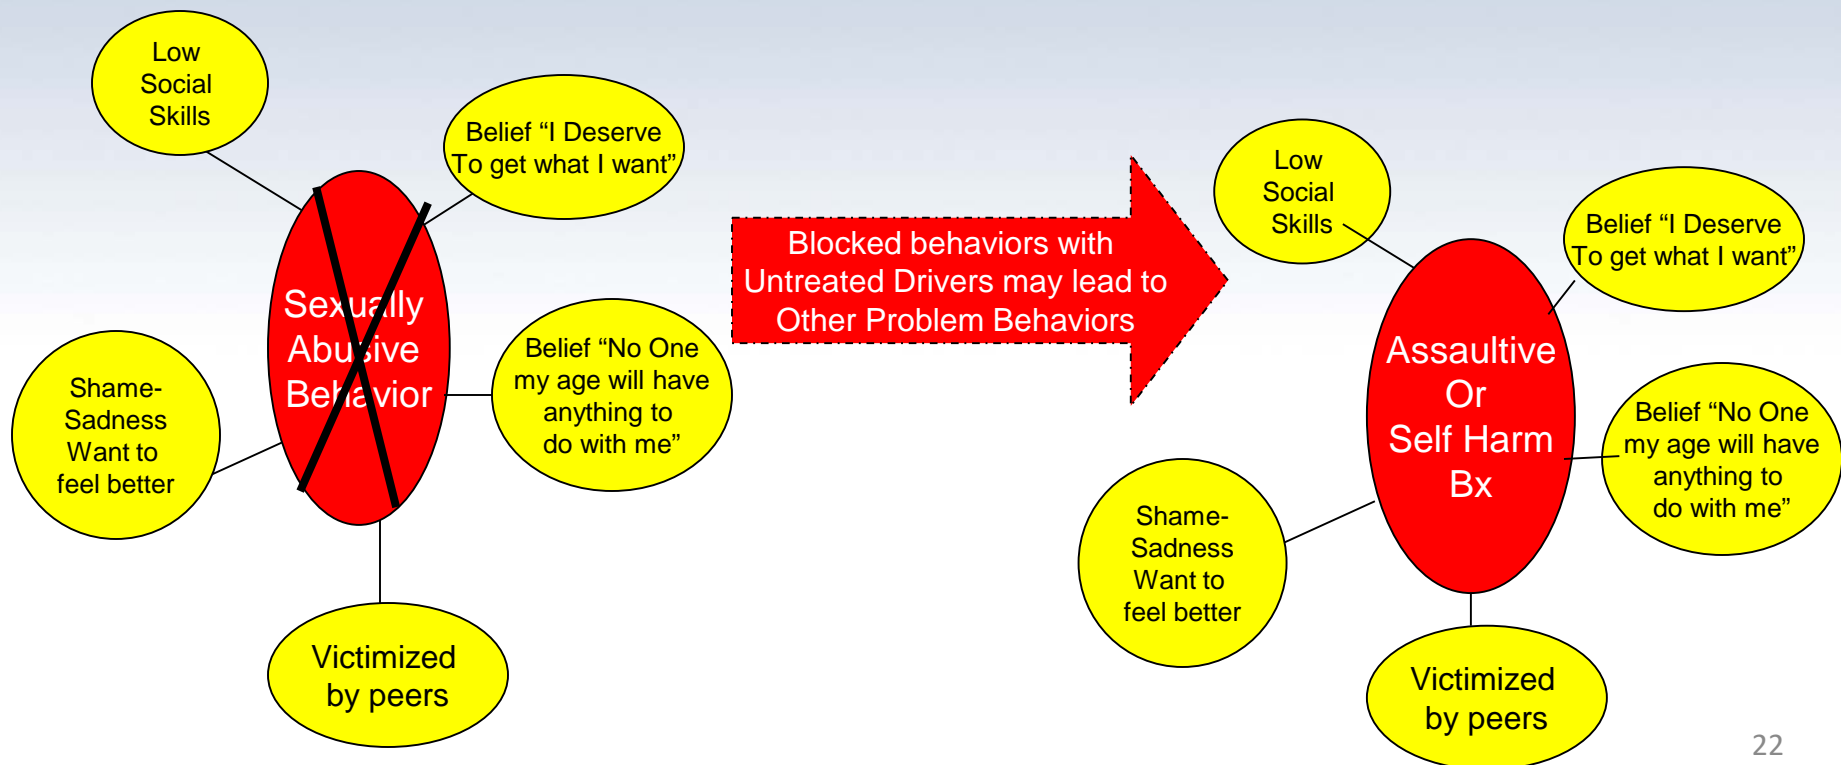 Low
Social
Skills
Belief “I Deserve
To get what I want”
Sexually
Abusive
Behavior
Shame-
Sadness
Want to
feel better
Belief “No One
my age will have
anything to
do with me”
Victimized
by peers
Blocked behaviors with
Untreated Drivers may lead to
Other Problem Behaviors
Low
Social
Skills
Belief “I Deserve
To get what I want”
Assaultive
Or
Self Harm
Bx
Shame-
Sadness
Want to
feel better
Belief “No One
my age will have
anything to
do with me”
Victimized
by peers
22